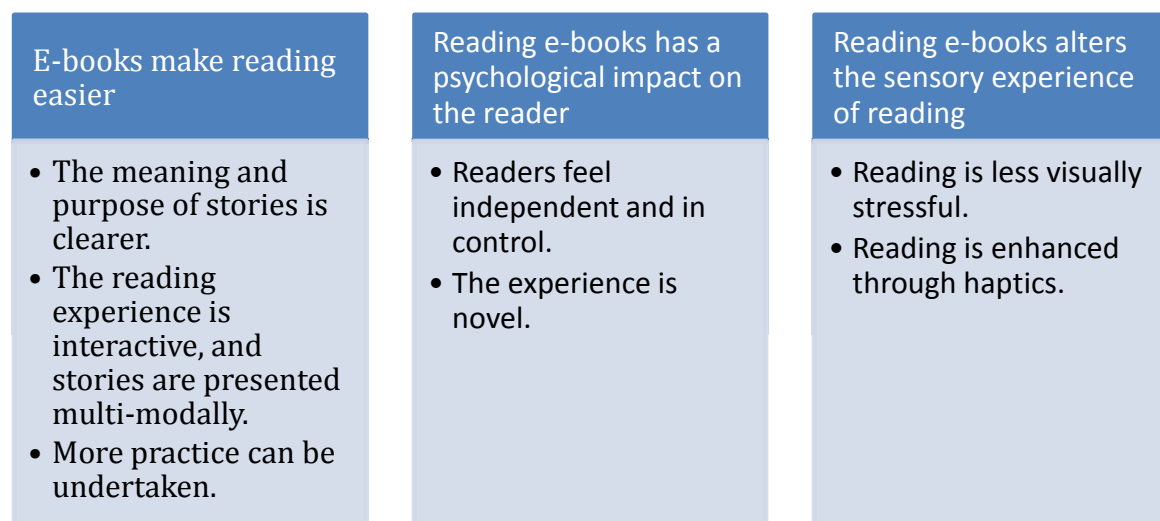 E-books make reading
easier
• The meaning and
purpose of stories is
clearer.
• The reading
experience is
interactive, and
stories are presented
multi-modally.
• More practice can be
undertaken.
Reading e-books has a
psychological impact on
the reader
• Readers feel
independent and in
control.
• The experience is
novel.
Reading e-books alters
the sensory experience
of reading
• Reading is less visually
stressful.
• Reading is enhanced
through haptics.